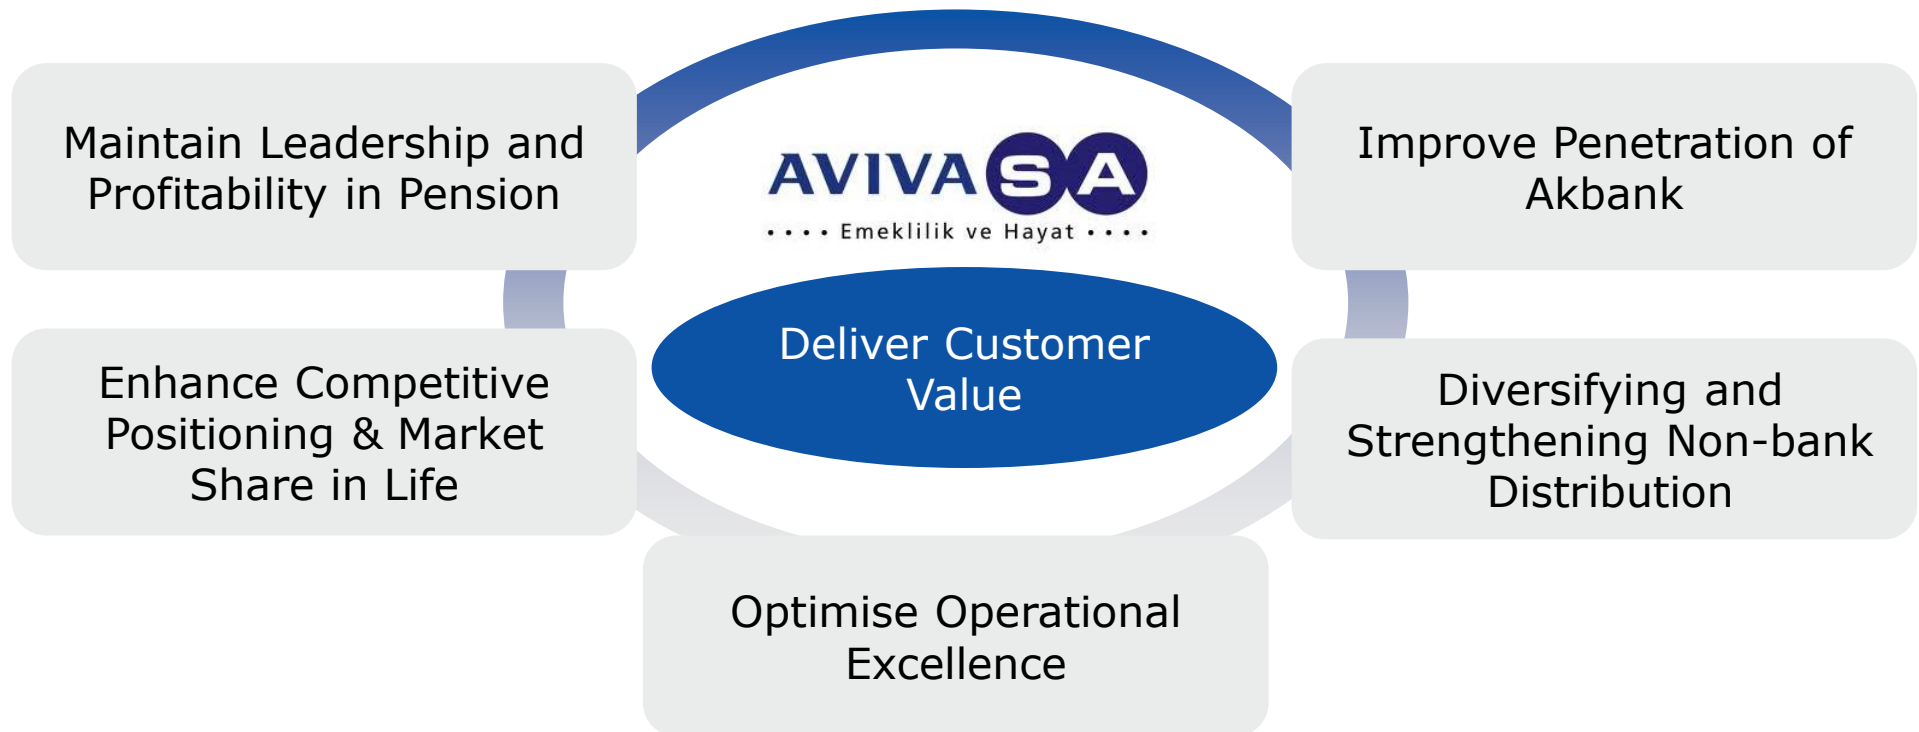 Maintain Leadership and
Profitability in Pension
AVIVASA
•••• Emeklilik ve Hayat ••••
Improve Penetration of
Akbank
Deliver Customer
Value
Enhance Competitive
Positioning & Market
Share in Life
Diversifying and
Strengthening Non-bank
Distribution
Optimise Operational
Excellence